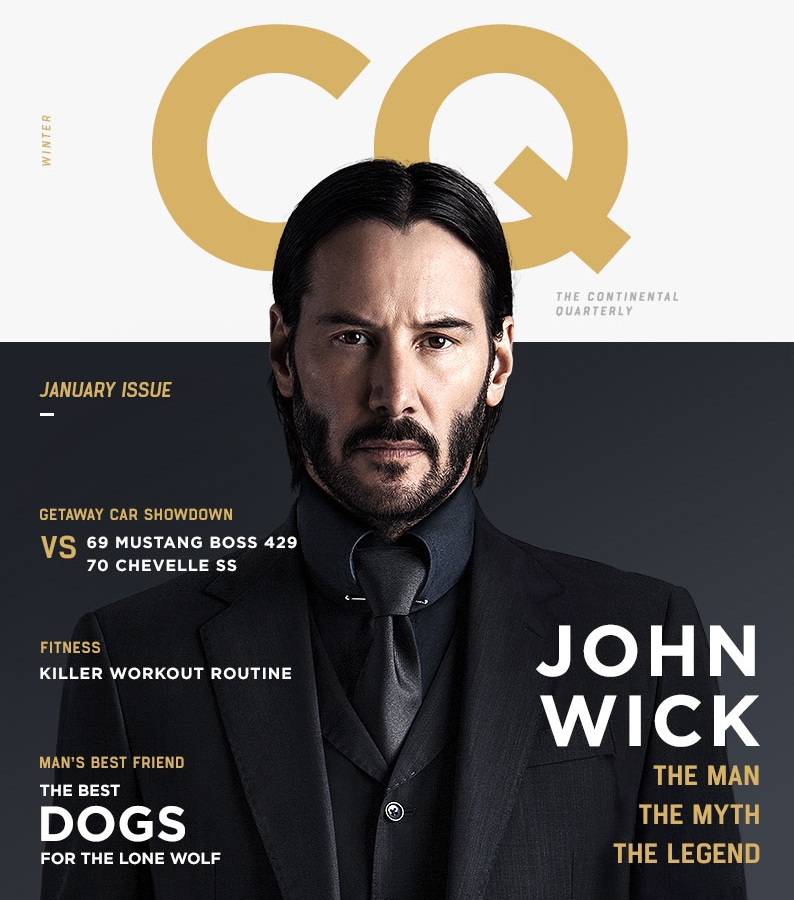 CQ
WINTER
THE CONTINENTAL
QUARTERLY
JANUARY ISSUE
GETAWAY CAR SHOWDOWN
VS 69 MUSTANG BOSS 429
70 CHEVELLE SS
FITNESS
KILLER WORKOUT ROUTINE
MAN'S BEST FRIEND
THE BEST
DOGS
FOR THE LONE WOLF
JOHN
WICK
THE MAN
THE MYTH
THE LEGEND